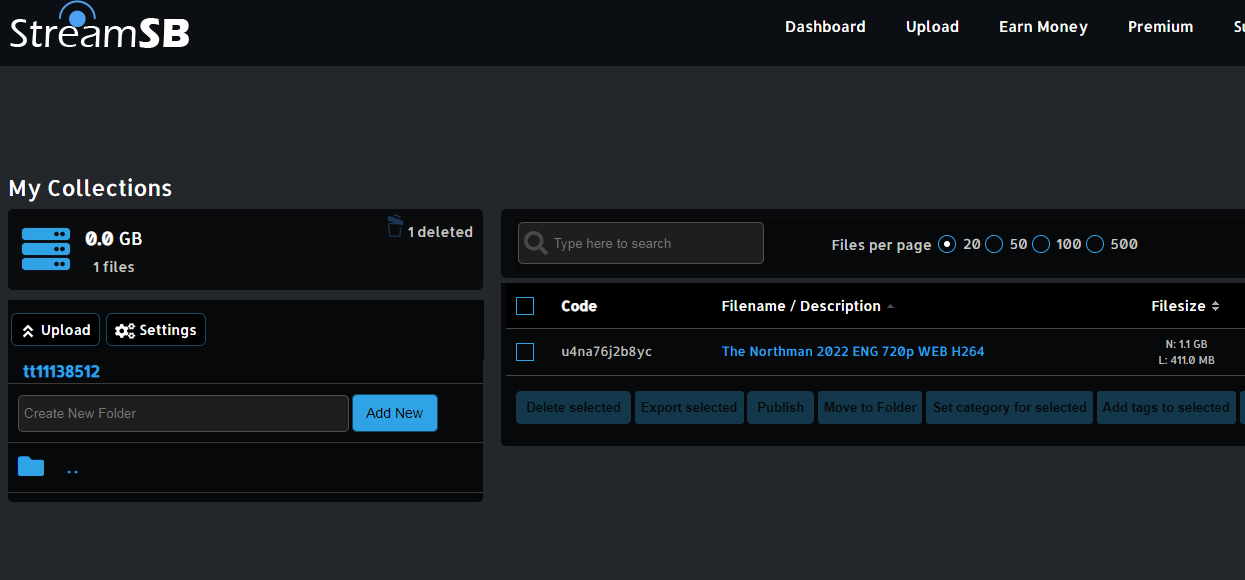 StreamSB
Dashboard Upload Earn Money Premium
My Collections
0.0 GB
1 files
1 deleted
Upload Settings
tt11138512
Create New Folder Add New
..
Type here to search
Files per page 20 50 100 500
Code Filename / Description Filesize
u4na76j2b8yc The Northman 2022 ENG 720p WEB H264 N: 1.1 GB
L: 411.0 MB
Delete selected Export selected Publish Move to Folder Set category for selected Add tags to selected